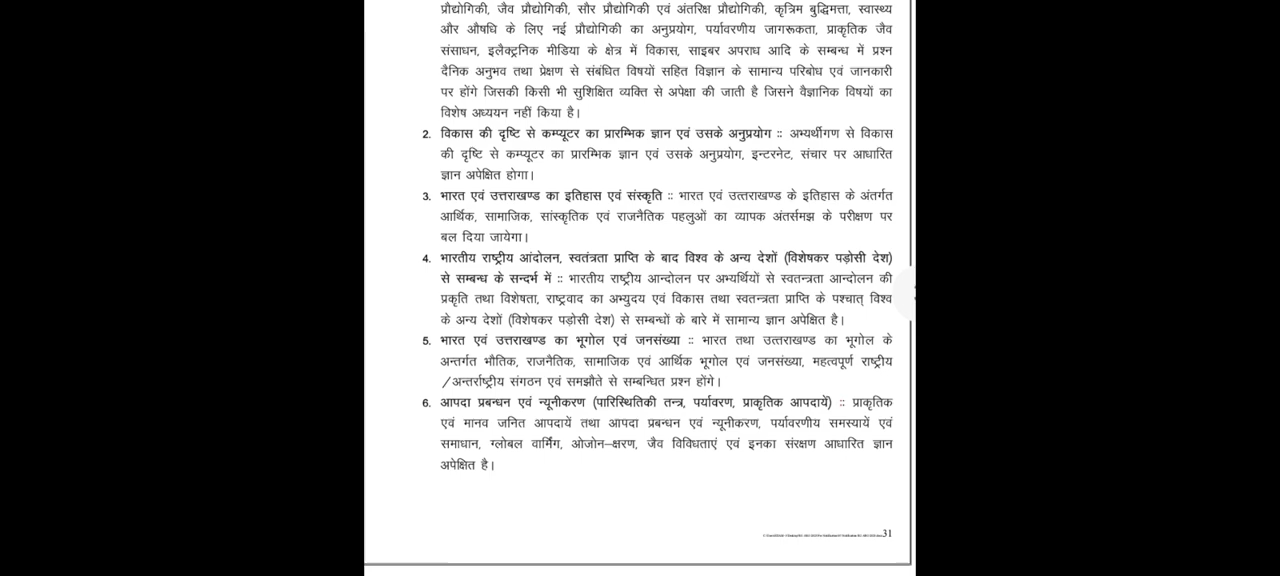 प्रौद्योगिकी, जैव प्रौद्योगिकी, सौर प्रौद्योगिकी एवं अंतरिक्ष प्रौद्योगिकी, कृत्रिम बुद्धिमत्ता, स्वास्थ्य
और औषधि के लिए नई प्रौद्योगिकी का अनुप्रयोग, पर्यावरणीय जागरूकता, प्राकृतिक जैव
संसाधन, इलैक्ट्रनिक मीडिया के क्षेत्र में विकास, साइबर अपराध आदि के सम्बन्ध में प्रश्न
दैनिक अनुभव तथा प्रेक्षण से संबंधित विषयों सहित विज्ञान के सामान्य परिबोध एवं जानकारी
पर होंगे जिसकी किसी भी सुशिक्षित व्यक्ति से अपेक्षा की जाती है जिसने वैज्ञानिक विषयों का
विशेष अध्ययन नहीं किया है।
2. विकास की दृष्टि से कम्प्यूटर का प्रारम्भिक ज्ञान एवं उसके अनुप्रयोग :: अभ्यर्थीगण से विकास
की दृष्टि से कम्प्यूटर का प्रारम्भिक ज्ञान एवं उसके अनुप्रयोग, इन्टरनेट, संचार पर आधारित
ज्ञान अपेक्षित होगा।
3. भारत एवं उत्तराखण्ड का इतिहास एवं संस्कृति :: भारत एवं उत्तराखण्ड के इतिहास के अंतर्गत
आर्थिक, सामाजिक, सांस्कृतिक एवं राजनैतिक पहलुओं का व्यापक अंतर्समझ के परीक्षण पर
बल दिया जायेगा।
4. भारतीय राष्ट्रीय आंदोलन, स्वतंत्रता प्राप्ति के बाद विश्व के अन्य देशों (विशेषकर पड़ोसी देश)
से सम्बन्ध के सन्दर्भ में :: भारतीय राष्ट्रीय आन्दोलन पर अभ्यर्थियों से स्वतन्त्रता आन्दोलन की
प्रकृति तथा विशेषता, राष्ट्रवाद का अभ्युदय एवं विकास तथा स्वतन्त्रता प्राप्ति के पश्चात् विश्व
के अन्य देशों (विशेषकर पड़ोसी देश) से सम्बन्धों के बारे में सामान्य ज्ञान अपेक्षित है।
5. भारत एवं उत्तराखण्ड का भूगोल एवं जनसंख्या :: भारत तथा उत्तराखण्ड का भूगोल के
अन्तर्गत भौतिक, राजनैतिक, सामाजिक एवं आर्थिक भूगोल एवं जनसंख्या, महत्वपूर्ण राष्ट्रीय
/अन्तर्राष्ट्रीय संगठन एवं समझौते से सम्बन्धित प्रश्न होंगे।
6. आपदा प्रबन्धन एवं न्यूनीकरण (पारिस्थितिकी तन्त्र, पर्यावरण, प्राकृतिक आपदायें) :: प्राकृतिक
एवं मानव जनित आपदायें तथा आपदा प्रबन्धन एवं न्यूनीकरण, पर्यावरणीय समस्यायें एवं
समाधान, ग्लोबल वार्मिंग, ओजोन–क्षरण, जैव विविधताएं एवं इनका संरक्षण आधारित ज्ञान
अपेक्षित है।
31